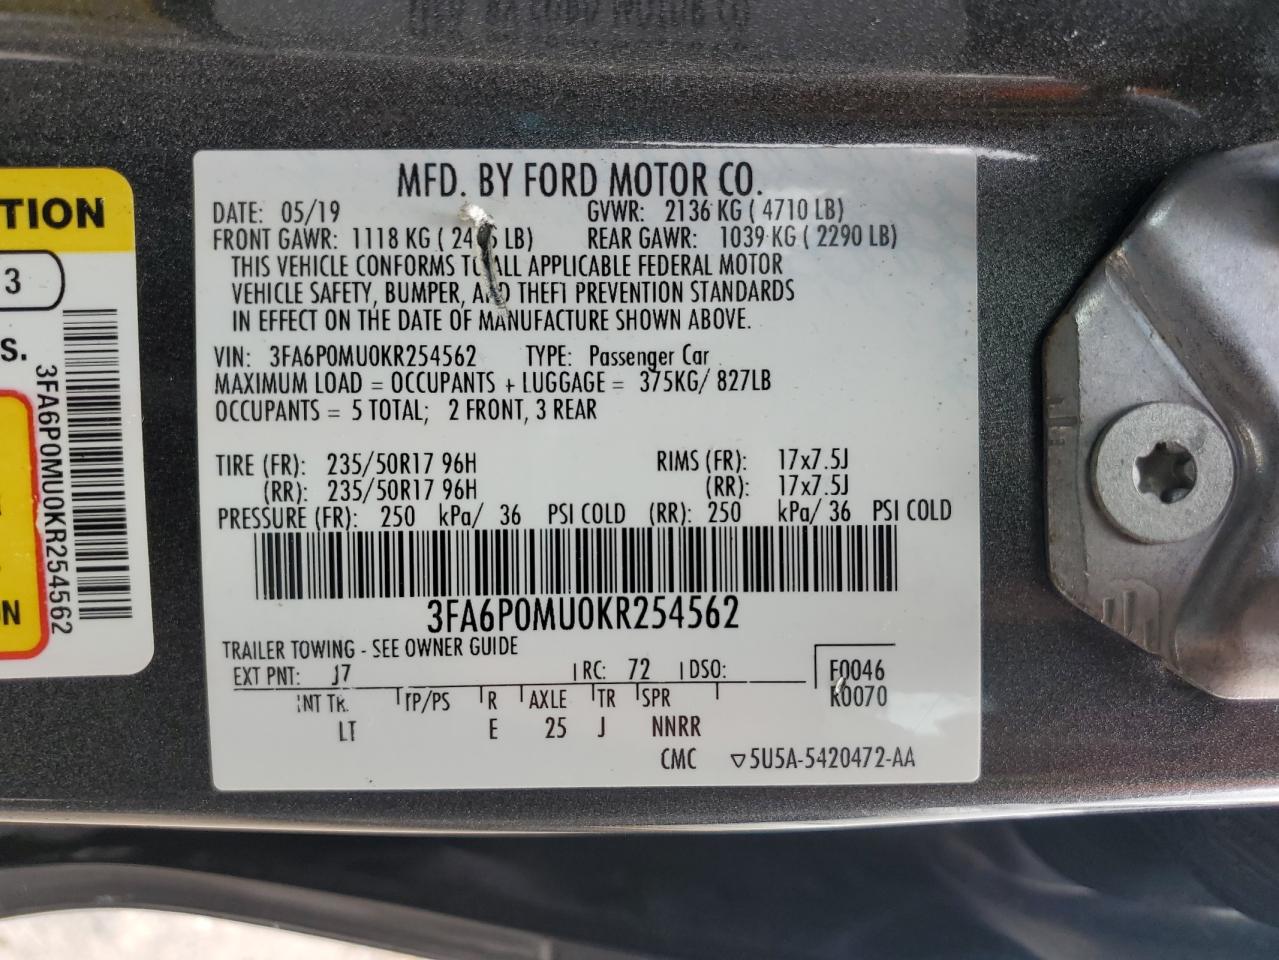 TION
3
S.
3FA6P0MU0KR254562
ON
MFD. BY FORD MOTOR CO.
DATE: 05/19 GVWR: 2136 KG ( 4710 LB)
FRONT GAWR: 1118 KG ( LB) REAR GAWR: 1039 KG ( 2290 LB)
THIS VEHICLE CONFORMS TO ALL APPLICABLE FEDERAL MOTOR
VEHICLE SAFETY, BUMPER, AND THEFT PREVENTION STANDARDS
IN EFFECT ON THE DATE OF MANUFACTURE SHOWN ABOVE.
VIN: 3FA6P0MU0KR254562 TYPE: Passenger Car
MAXIMUM LOAD = OCCUPANTS + LUGGAGE = 375KG/ 827LB
OCCUPANTS = 5 TOTAL; 2 FRONT, 3 REAR
TIRE (FR): 235/50R17 96H RIMS (FR): 17x7.5J
(RR): 235/50R17 96H (RR): 17x7.5J
PRESSURE (FR): 250 kPa/ 36 PSI COLD (RR): 250 kPa/ 36 PSI COLD
3FA6P0MU0KR254562
TRAILER TOWING - SEE OWNER GUIDE
EXT PNT: J7 RC: 72 DSO: F0046
INT TR. TP/PS R AXLE TR SPR R0070
LT E 25 J NNRR
CMC ▽5U5A-5420472-AA